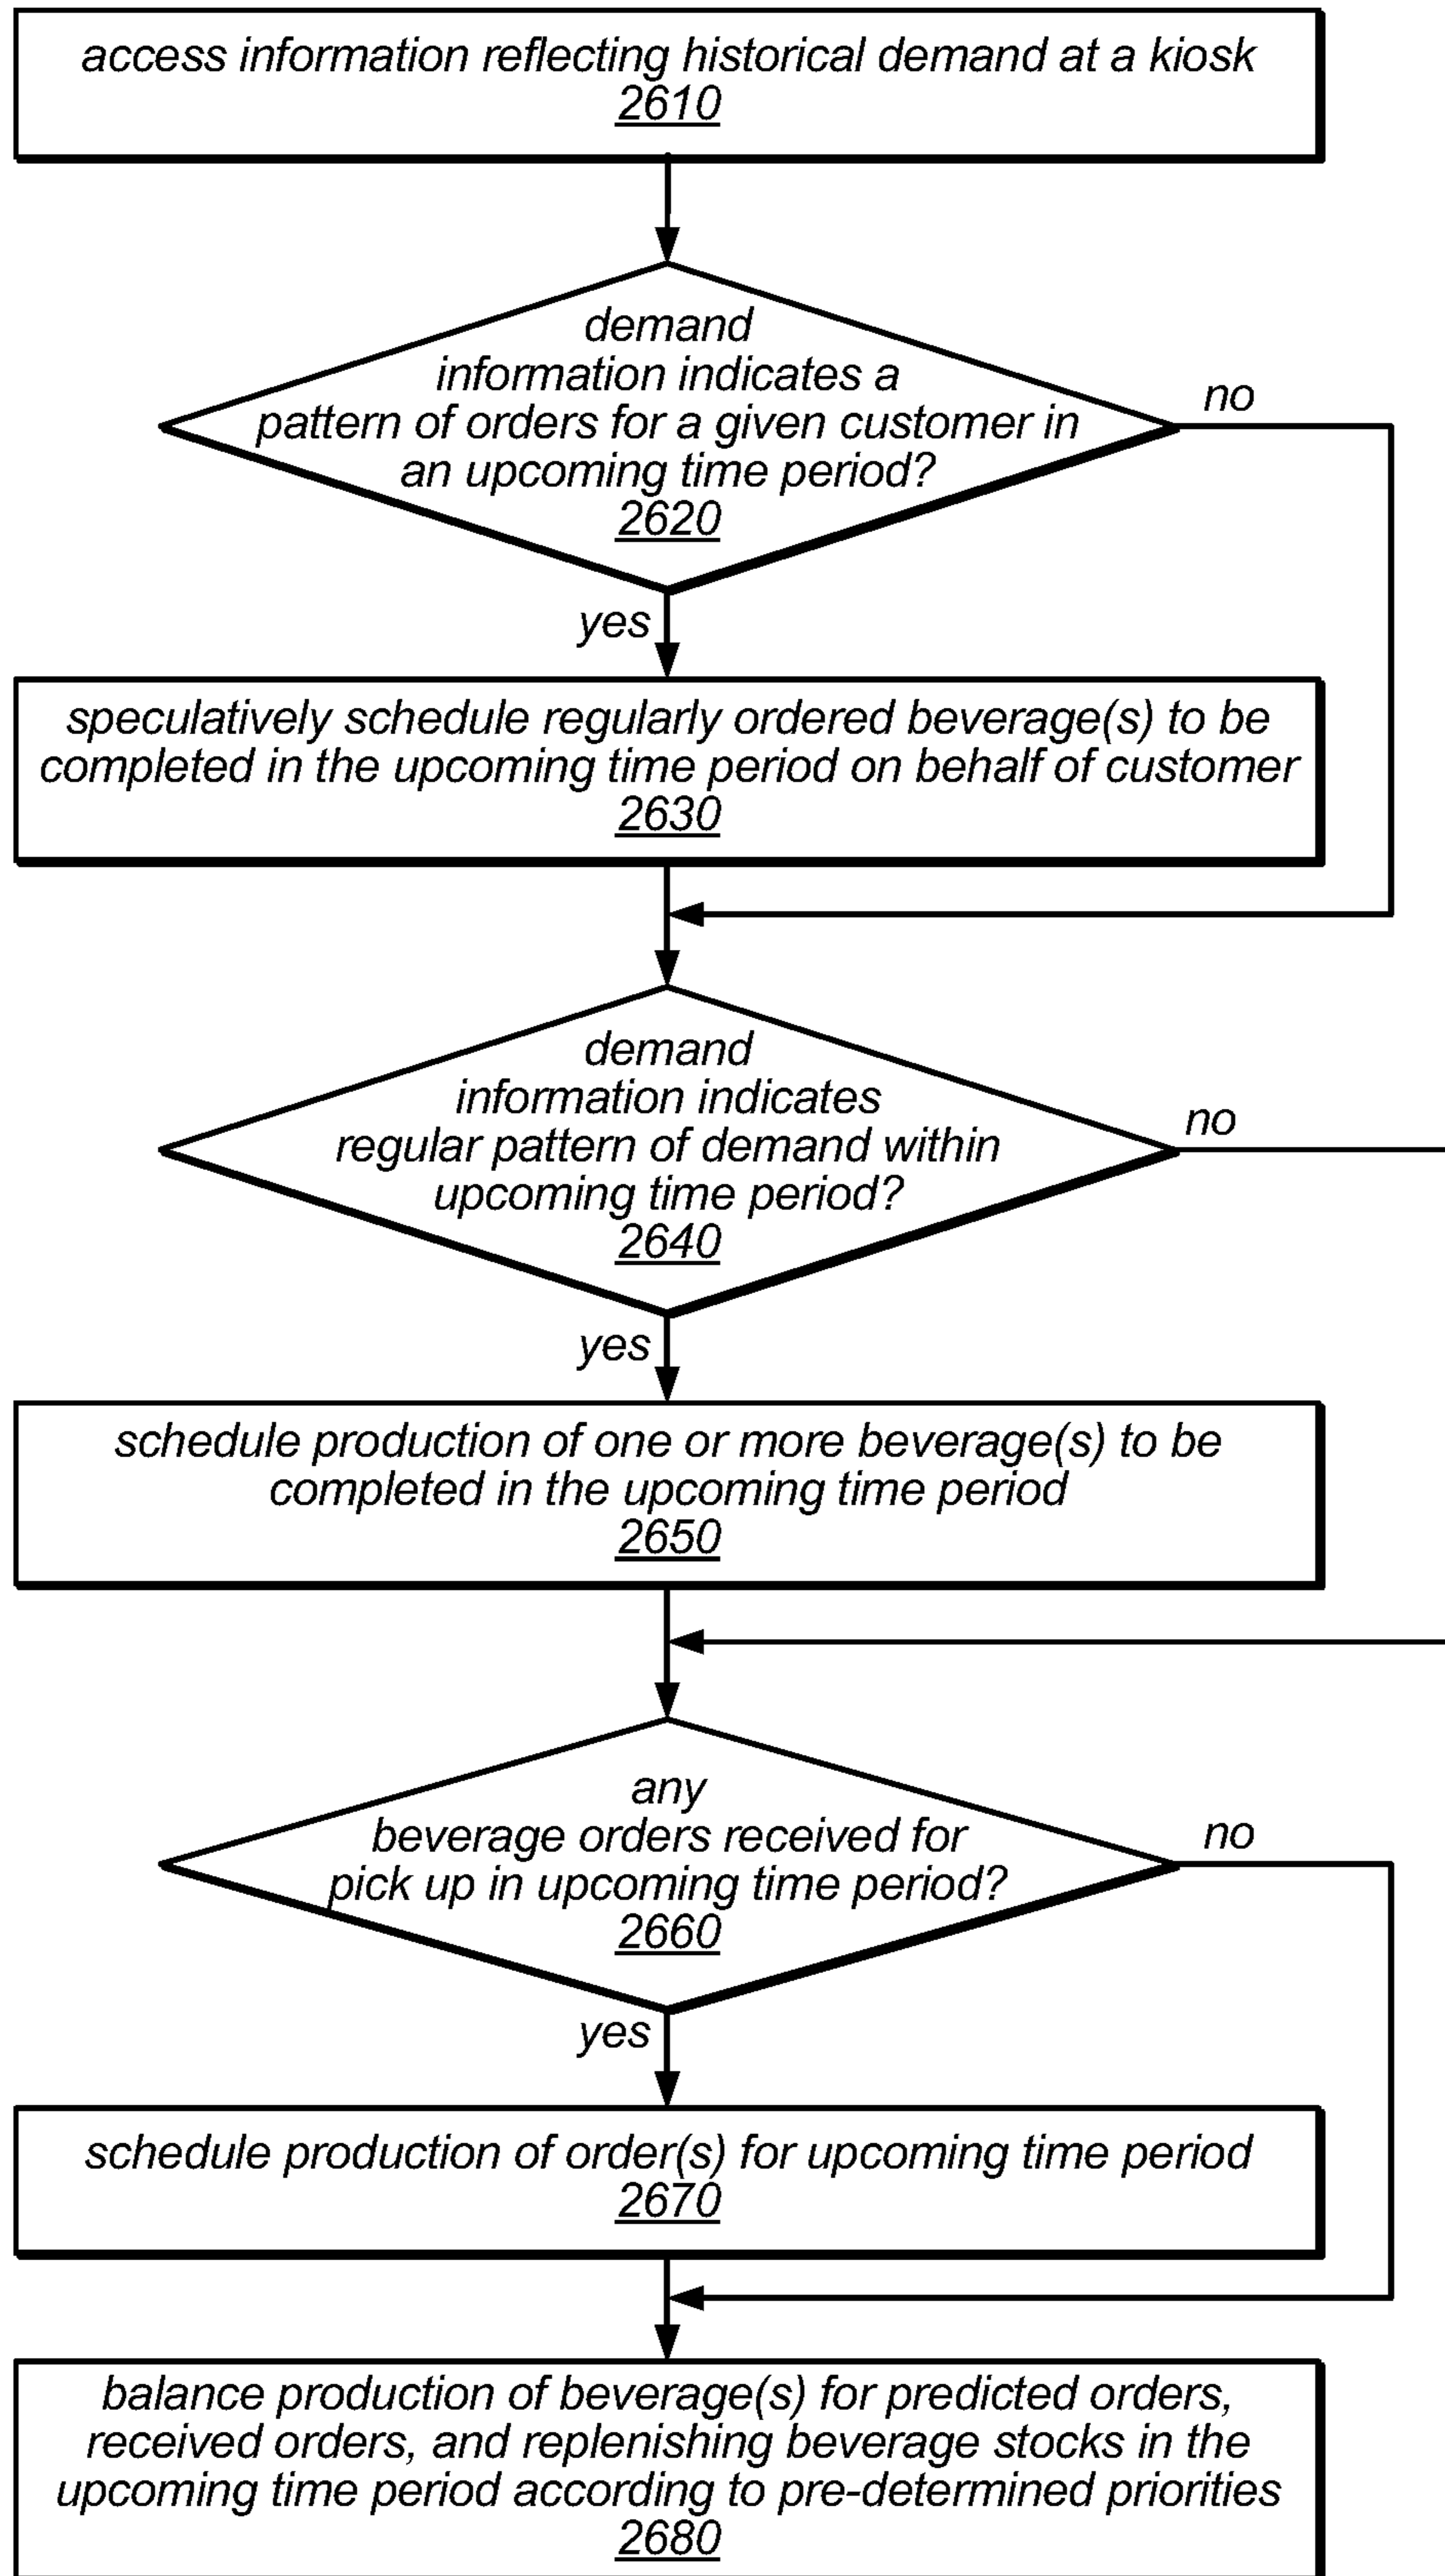 access information reflecting historical demand at a kiosk
2610
demand
information indicates a
pattern of orders for a given customer in
an upcoming time period?
2620
no
yes
speculatively schedule regularly ordered beverage(s) to be
completed in the upcoming time period on behalf of customer
2630
demand
information indicates
regular pattern of demand within
upcoming time period?
2640
no
yes
schedule production of one or more beverage(s) to be
completed in the upcoming time period
2650
any
beverage orders received for
pick up in upcoming time period?
2660
no
yes
schedule production of order(s) for upcoming time period
2670
balance production of beverage(s) for predicted orders,
received orders, and replenishing beverage stocks in the
upcoming time period according to pre-determined priorities
2680